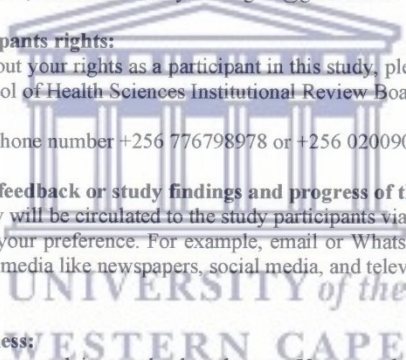 pants rights:
out your rights as a participant in this study, ple
ol of Health Sciences Institutional Review Boa
hone number +256 776798978 or +256 020090
feedback or study findings and progress of t
will be circulated to the study participants via
your preference. For example, email or Whats
media like newspapers, social media, and telev
UNIVERSITY of the
WESTERN CAPE
ess: